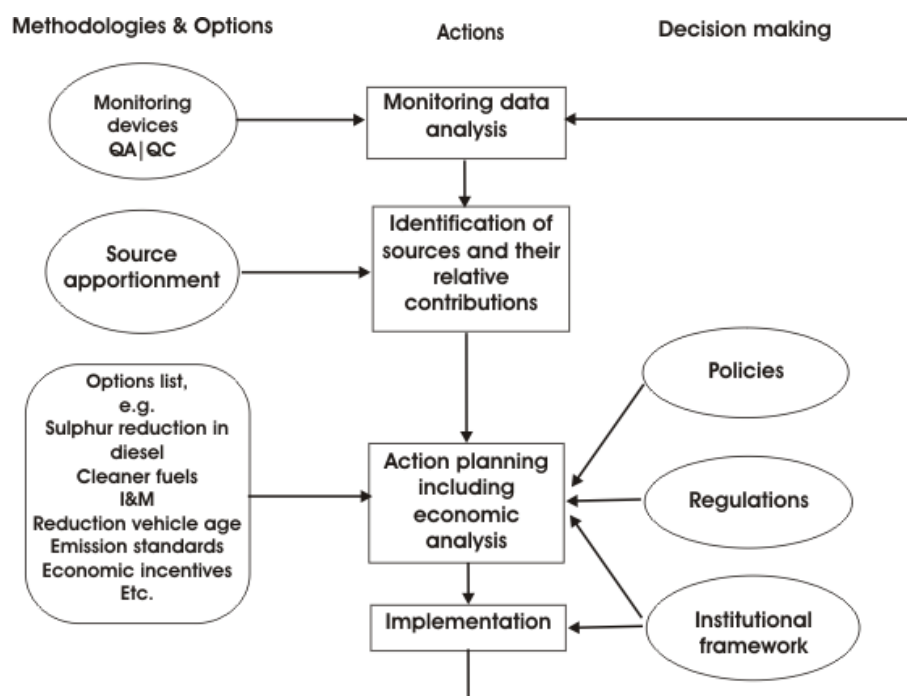 Methodologies & Options
Actions
Decision making
Monitoring
devices
QA|QC
Monitoring data
analysis
Source
apportionment
Identification of
sources and their
relative
contributions
Options list,
e.g.
Sulphur reduction in
diesel
Cleaner fuels
I&M
Reduction vehicle age
Emission standards
Economic incentives
Etc.
Action planning
including
economic
analysis
Policies
Regulations
Implementation
Institutional
framework